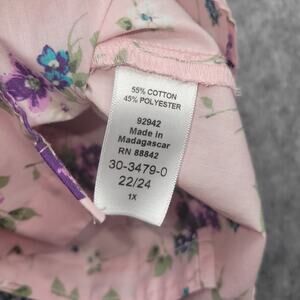 55% COTTON
45% POLYESTER
92942
Made in
Madagascar
RN 88842
30-3479-0
22/24
1X